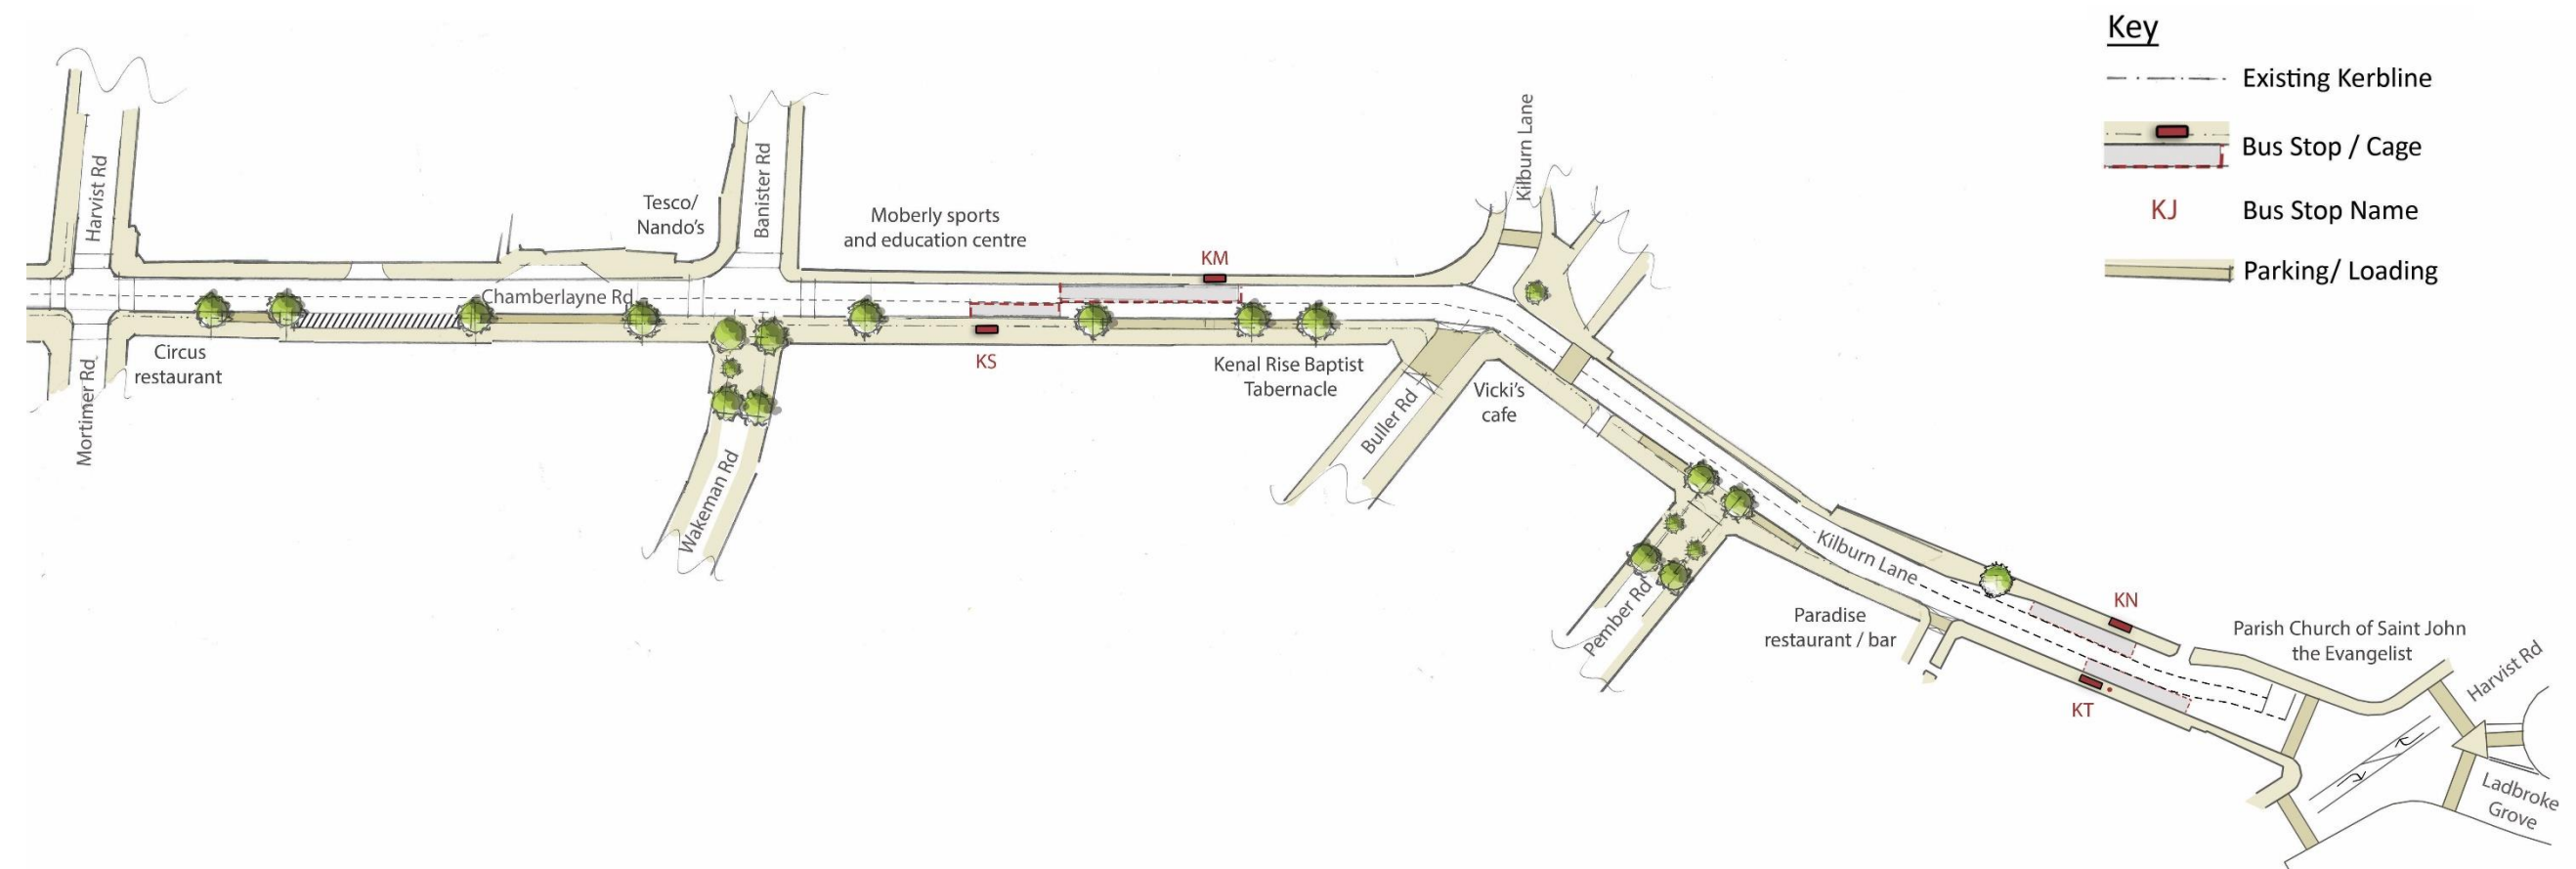 Key
Existing Kerbline
Bus Stop / Cage
KJ
Bus Stop Name
Parking/ Loading
Harvist Rd
Mortimer Rd
Circus
restaurant
Chamberlayne Rd
Tesco/
Nando's
Banister Rd
Wakeman Rd
Moberly sports
and education centre
KS
KM
Kenal Rise Baptist
Tabernacle
Buller Rd
Vicki's
cafe
Kilburn Lane
Pember Rd
Kilburn Lane
Paradise
restaurant / bar
KN
KT
Parish Church of Saint John
the Evangelist
Harvist Rd
Ladbroke
Grove